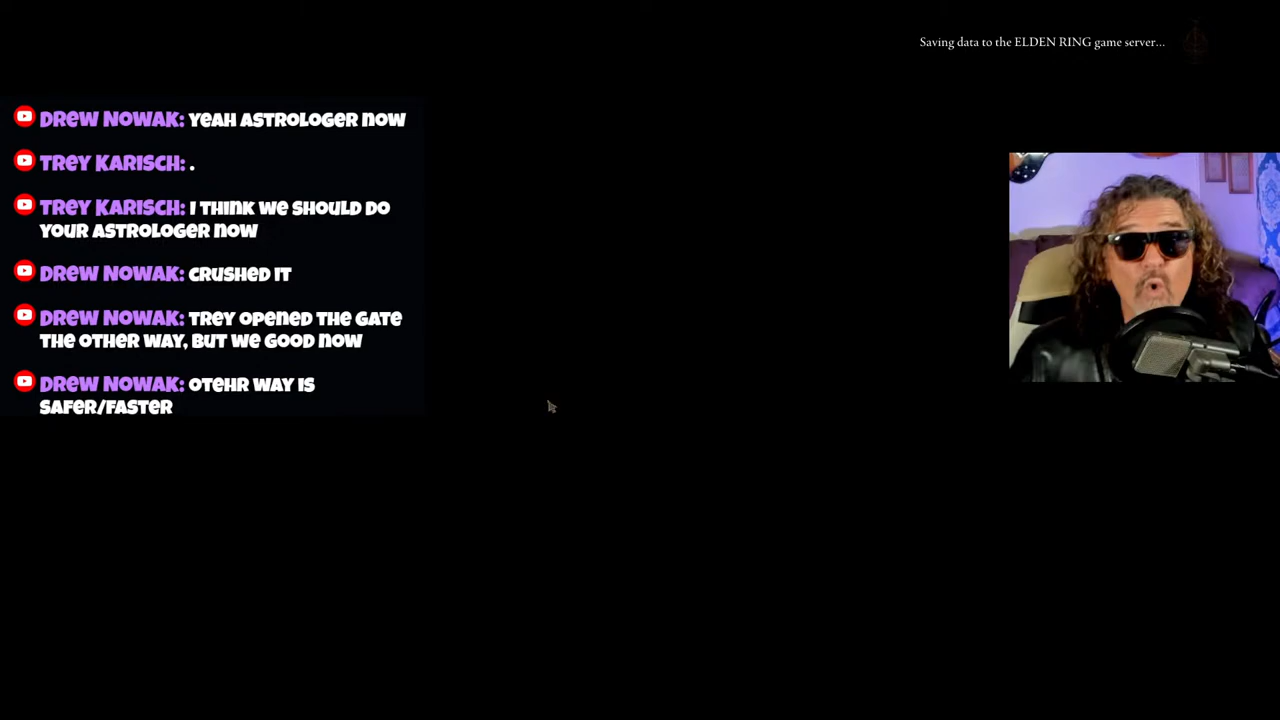 Saving data to the ELDEN RING game server...
DREW NOWAK: YEAH ASTROLOGER NOW
TREY KARISCH: .
TREY KARISCH: I THINK WE SHOULD DO
YOUR ASTROLOGER NOW
DREW NOWAK: CRUSHED IT
DREW NOWAK: TREY OPENED THE GATE
THE OTHER WAY, BUT WE GOOD NOW
DREW NOWAK: OTEHR WAY IS
SAFER/FASTER